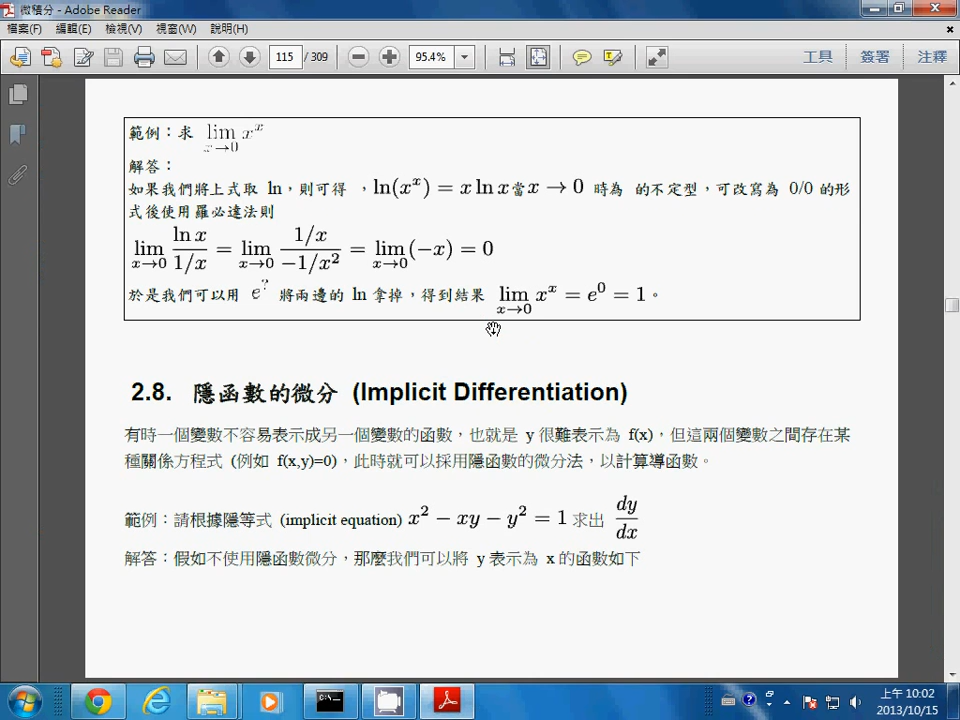 微積分 - Adobe Reader
檔案(F) 編輯(E) 檢視(V) 視窗(W) 說明(H)
115 / 309 95.4% 工具 簽署 注釋
範例：求 lim x→0 x^x
解答：
如果我們將上式取 ln，則可得 ，ln(x^x) = x ln x當x → 0 時為 的不定型，可改寫為 0/0 的形
式後使用羅必達法則
lim x→0 ln x / 1/x = lim x→0 1/x / −1/x² = lim x→0 (−x) = 0
於是我們可以用 e^? 將兩邊的 ln 拿掉，得到結果 lim x→0 x^x = e^0 = 1。
2.8. 隱函數的微分 (Implicit Differentiation)
有時一個變數不容易表示成另一個變數的函數，也就是 y 很難表示為 f(x)，但這兩個變數之間存在某
種關係方程式 (例如 f(x,y)=0)，此時就可以採用隱函數的微分法，以計算導函數。
範例：請根據隱等式 (implicit equation) x² − xy − y² = 1 求出 dy/dx
解答：假如不使用隱函數微分，那麼我們可以將 y 表示為 x 的函數如下
上午 10:02
2013/10/15